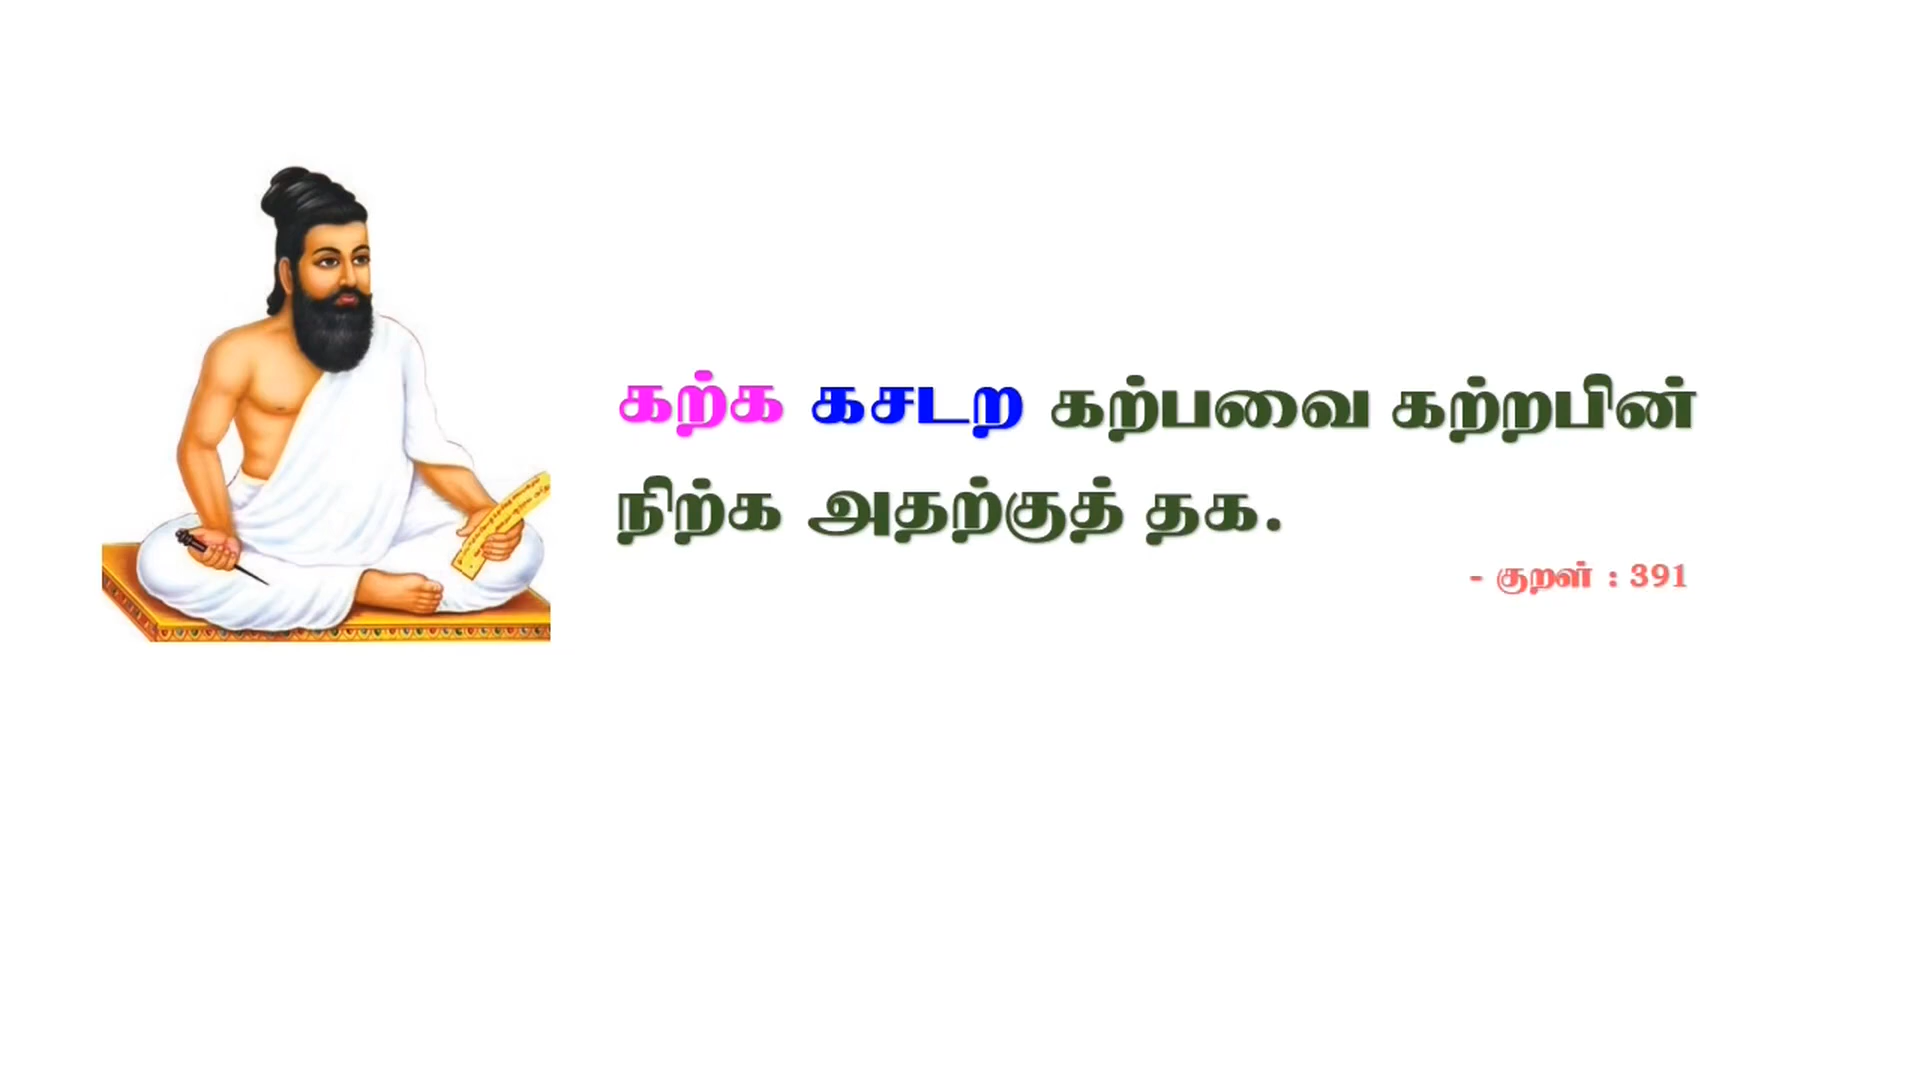 கற்க கசடற கற்பவை கற்றபின்
நிற்க அதற்குத் தக.
- குறள் : 391